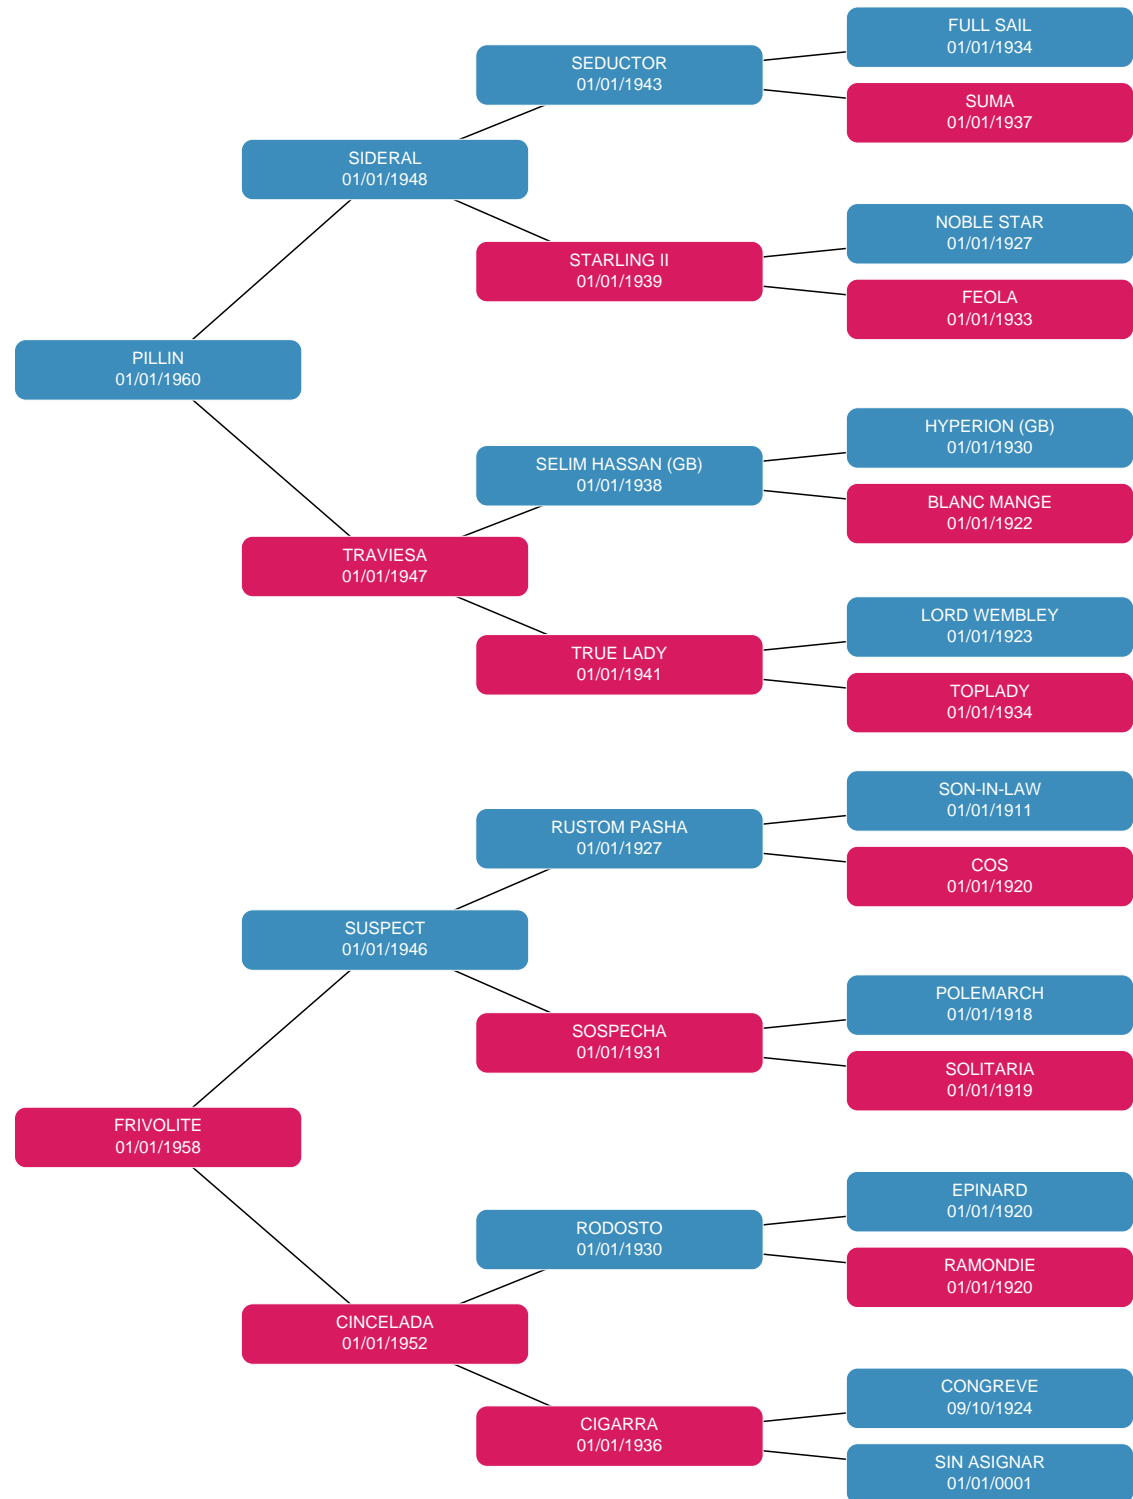 FULL SAIL
01/01/1934
SEDUCTOR
01/01/1943
SUMA
01/01/1937
SIDERAL
01/01/1948
NOBLE STAR
01/01/1927
STARLING II
01/01/1939
FEOLA
01/01/1933
PILLIN
01/01/1960
HYPERION (GB)
01/01/1930
SELIM HASSAN (GB)
01/01/1938
BLANC MANGE
01/01/1922
TRAVIESA
01/01/1947
LORD WEMBLEY
01/01/1923
TRUE LADY
01/01/1941
TOPLADY
01/01/1934
SON-IN-LAW
01/01/1911
RUSTOM PASHA
01/01/1927
COS
01/01/1920
SUSPECT
01/01/1946
POLEMARCH
01/01/1918
SOSPECHA
01/01/1931
SOLITARIA
01/01/1919
FRIVOLITE
01/01/1958
EPINARD
01/01/1920
RODOSTO
01/01/1930
RAMONDIE
01/01/1920
CINCELADA
01/01/1952
CONGREVE
09/10/1924
CIGARRA
01/01/1936
SIN ASIGNAR
01/01/0001